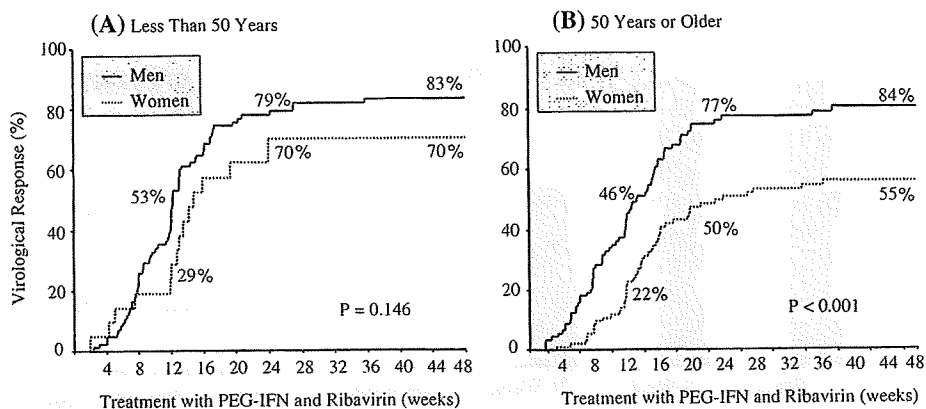 (A) Less Than 50 Years
Virological Response (%)
100
80
60
40
20
0
Men
Women
53%
79%
83%
29%
70%
70%
P = 0.146
4 8 12 16 20 24 28 32 36 40 44 48
Treatment with PEG-IFN and Ribavirin (weeks)
(B) 50 Years or Older
100
80
60
40
20
0
Men
Women
46%
77%
84%
22%
50%
55%
P < 0.001
4 8 12 16 20 24 28 32 36 40 44 48
Treatment with PEG-IFN and Ribavirin (weeks)